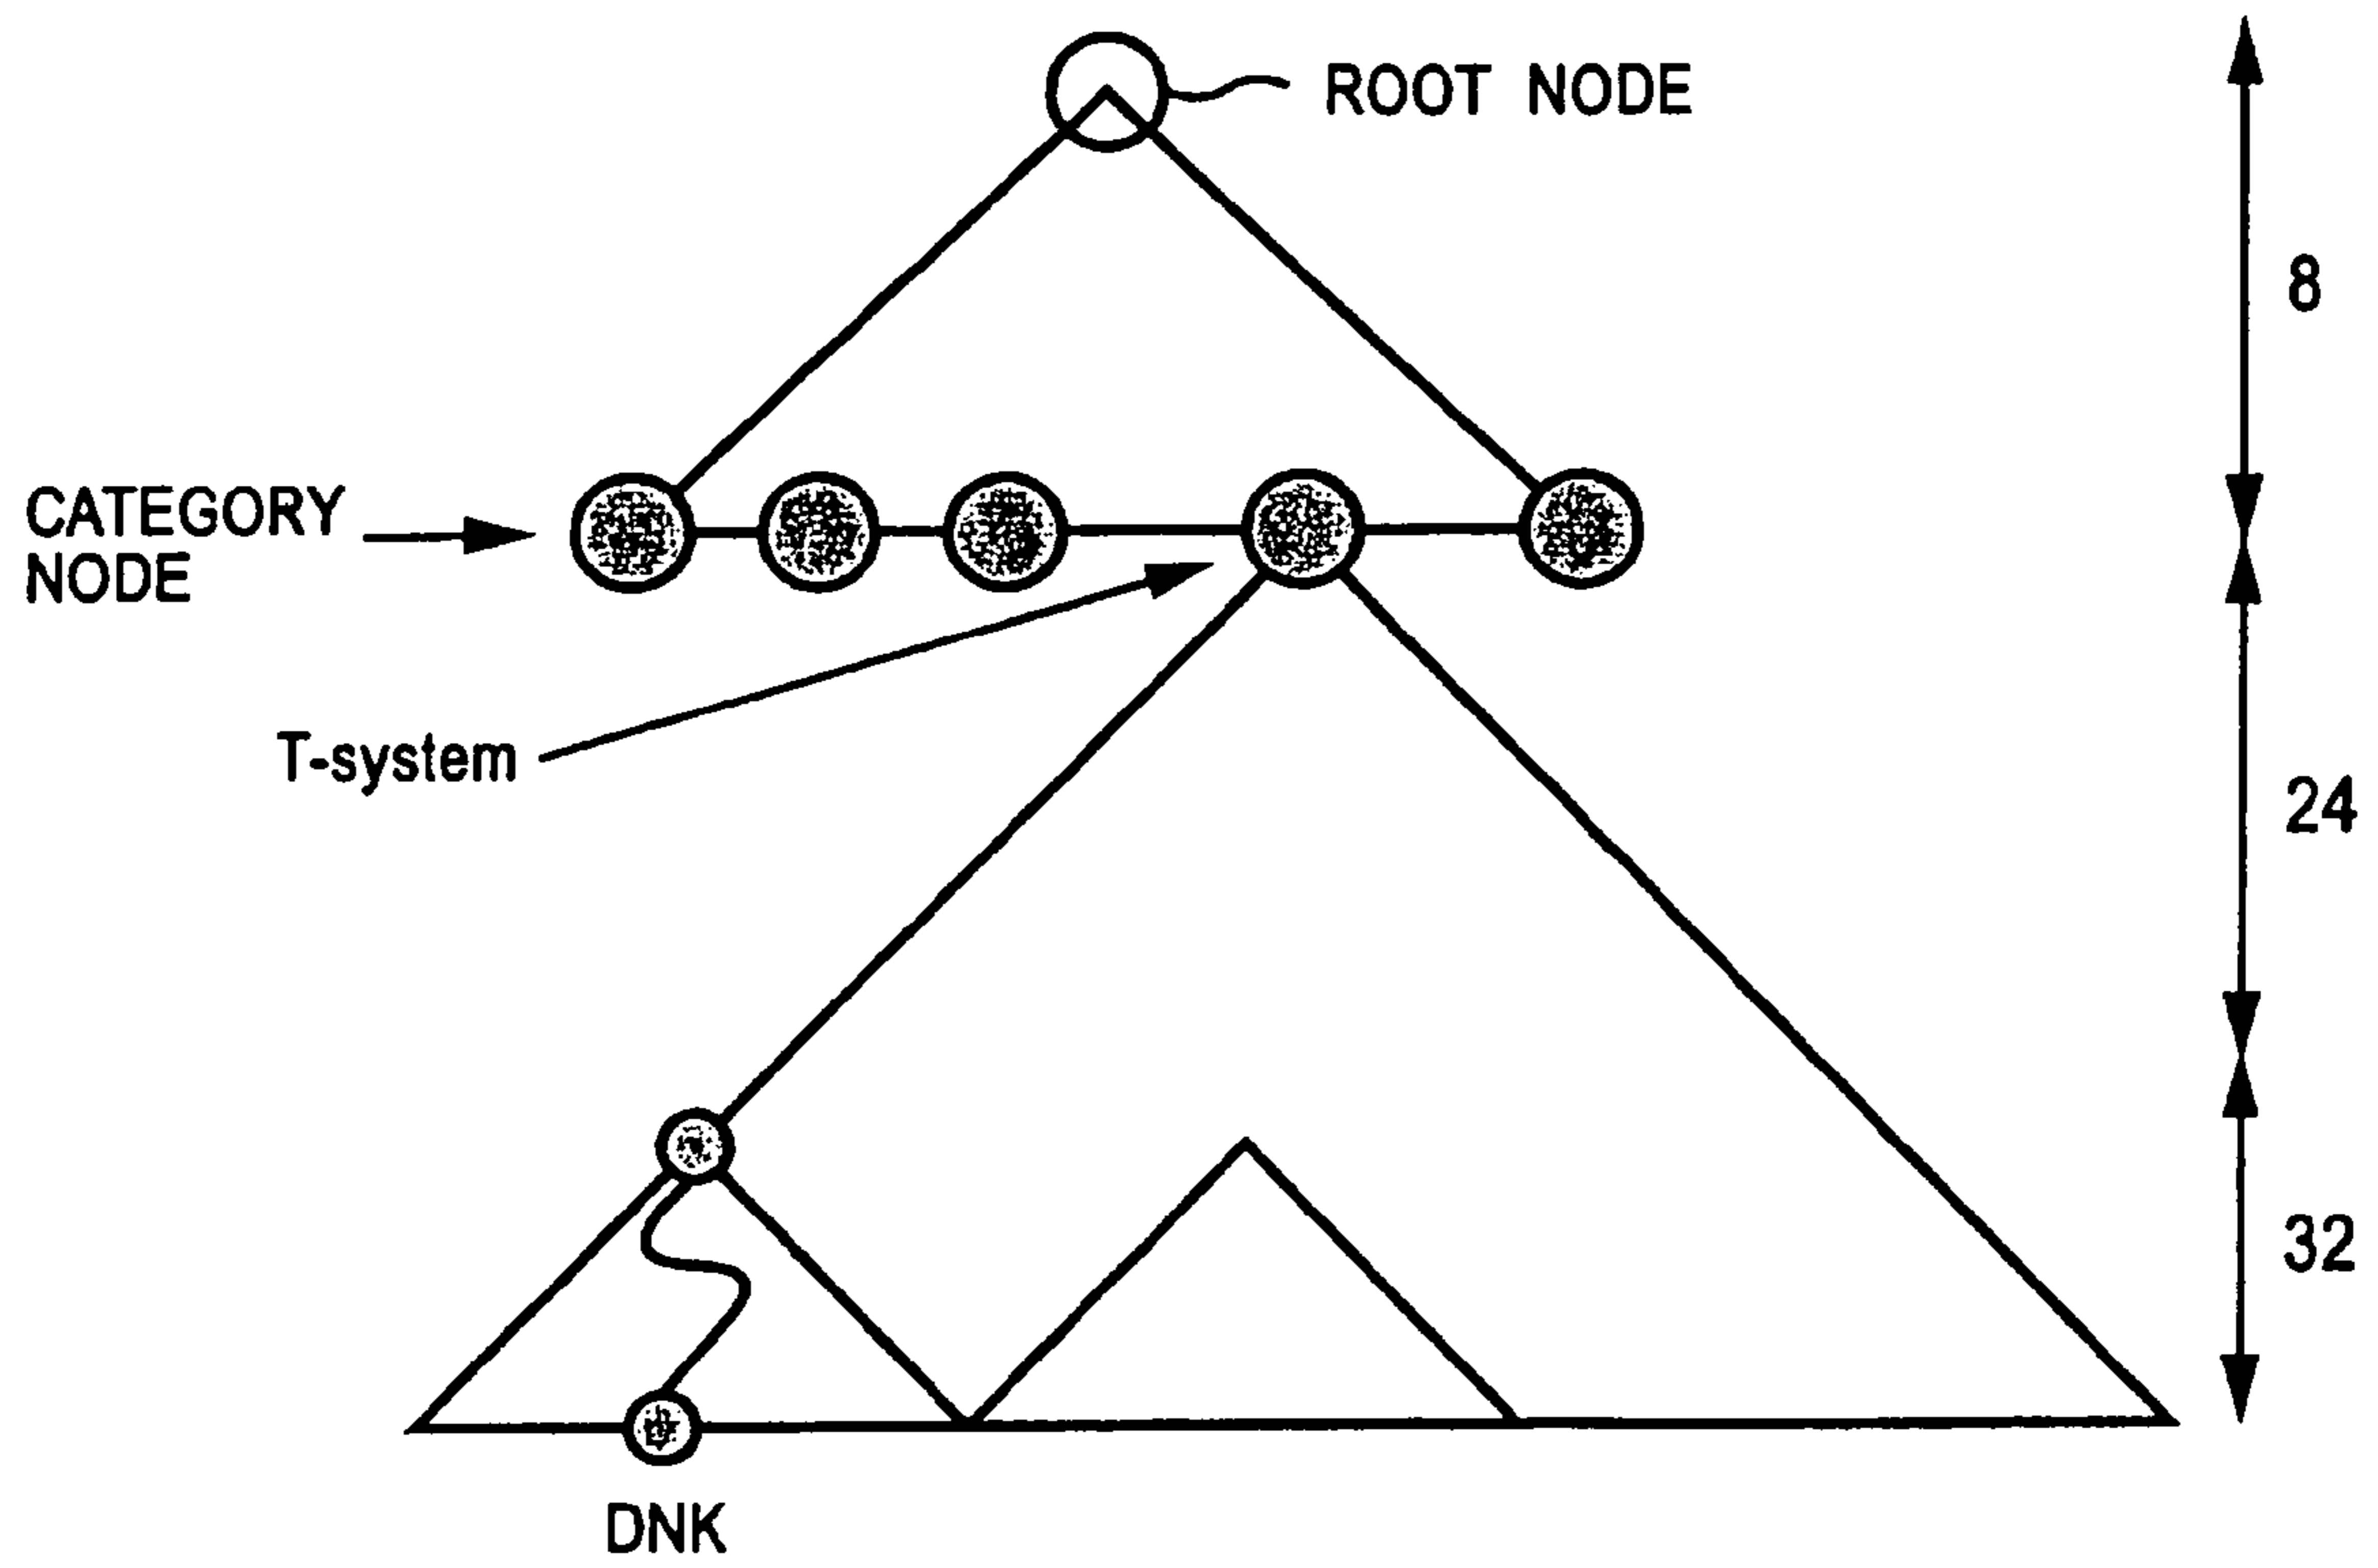 ROOT NODE
8
CATEGORY
NODE
T-system
24
32
DNK